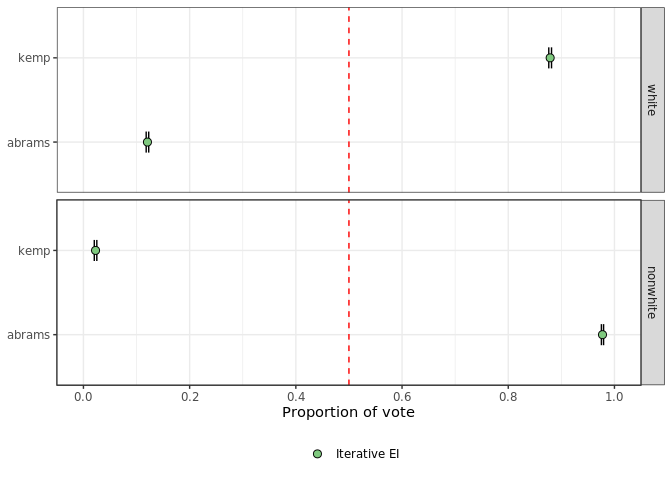 kemp
abrams
white
kemp
abrams
nonwhite
0.0 0.2 0.4 0.6 0.8 1.0
Proportion of vote
Iterative EI